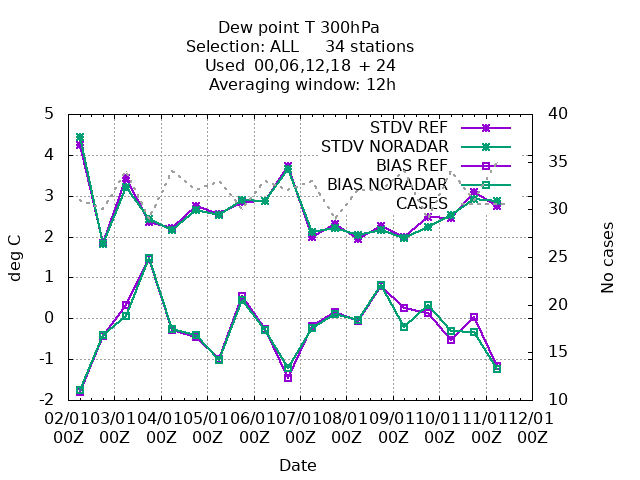 Dew point T 300hPa
Selection: ALL 34 stations
Used 00,06,12,18 + 24
Averaging window: 12h
5 40
STDV REF
STDV NORADAR
4 35
BIAS REF
BIAS NORADAR
3 30
CASES
2 25
1 20
0 15
-1
-2 10
deg C
No cases
02/01 03/01 04/01 05/01 06/01 07/01 08/01 09/01 10/01 11/01 12/01
00Z 00Z 00Z 00Z 00Z 00Z 00Z 00Z 00Z 00Z 00Z
Date